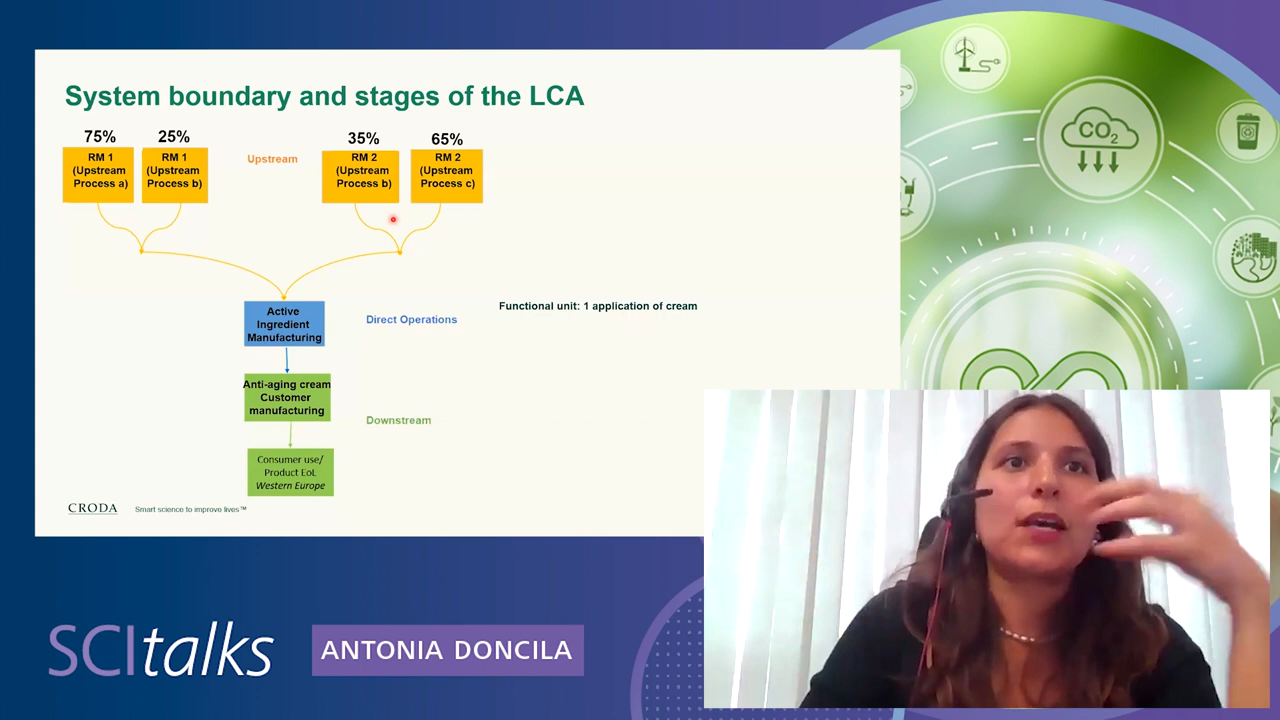 System boundary and stages of the LCA
75%
25%
35%
65%
RM 1
(Upstream
Process a)
RM 1
(Upstream
Process b)
Upstream
RM 2
(Upstream
Process b)
RM 2
(Upstream
Process c)
Active
Ingredient
Manufacturing
Direct Operations
Functional unit: 1 application of cream
Anti-aging cream
Customer
manufacturing
Downstream
Consumer use/
Product EoL
Western Europe
CRODA
Smart science to improve lives™
CO2
SCItalks
ANTONIA DONCILA